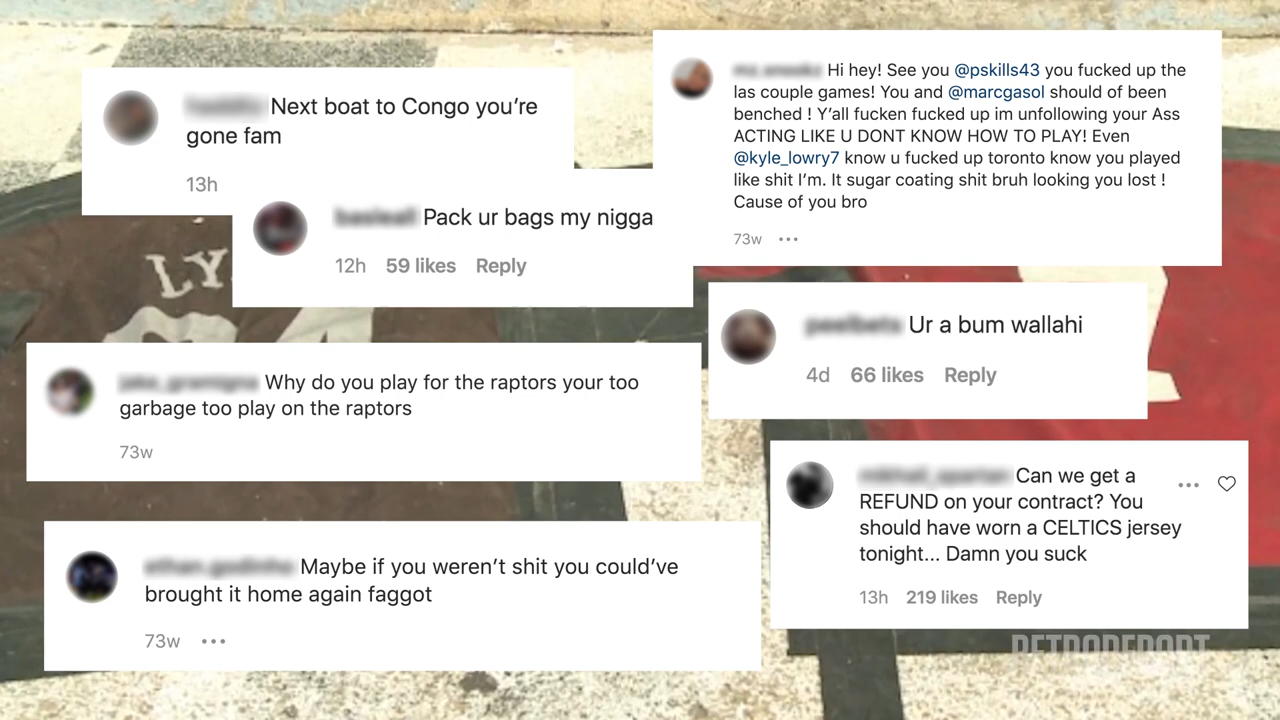 Next boat to Congo you’re
gone fam
13h
Pack ur bags my nigga
12h 59 likes Reply
Hi hey! See you @pskills43 you fucked up the
las couple games! You and @marcgasol should of been
benched ! Y’all fucken fucked up im unfollowing your Ass
ACTING LIKE U DONT KNOW HOW TO PLAY! Even
@kyle_lowry7 know u fucked up toronto know you played
like shit I’m. It sugar coating shit bruh looking you lost !
Cause of you bro
73w
LY
Ur a bum wallahi
4d 66 likes Reply
Why do you play for the raptors your too
garbage too play on the raptors
73w
Can we get a
REFUND on your contract? You
should have worn a CELTICS jersey
tonight... Damn you suck
13h 219 likes Reply
Maybe if you weren’t shit you could’ve
brought it home again faggot
73w
RETROREPORT